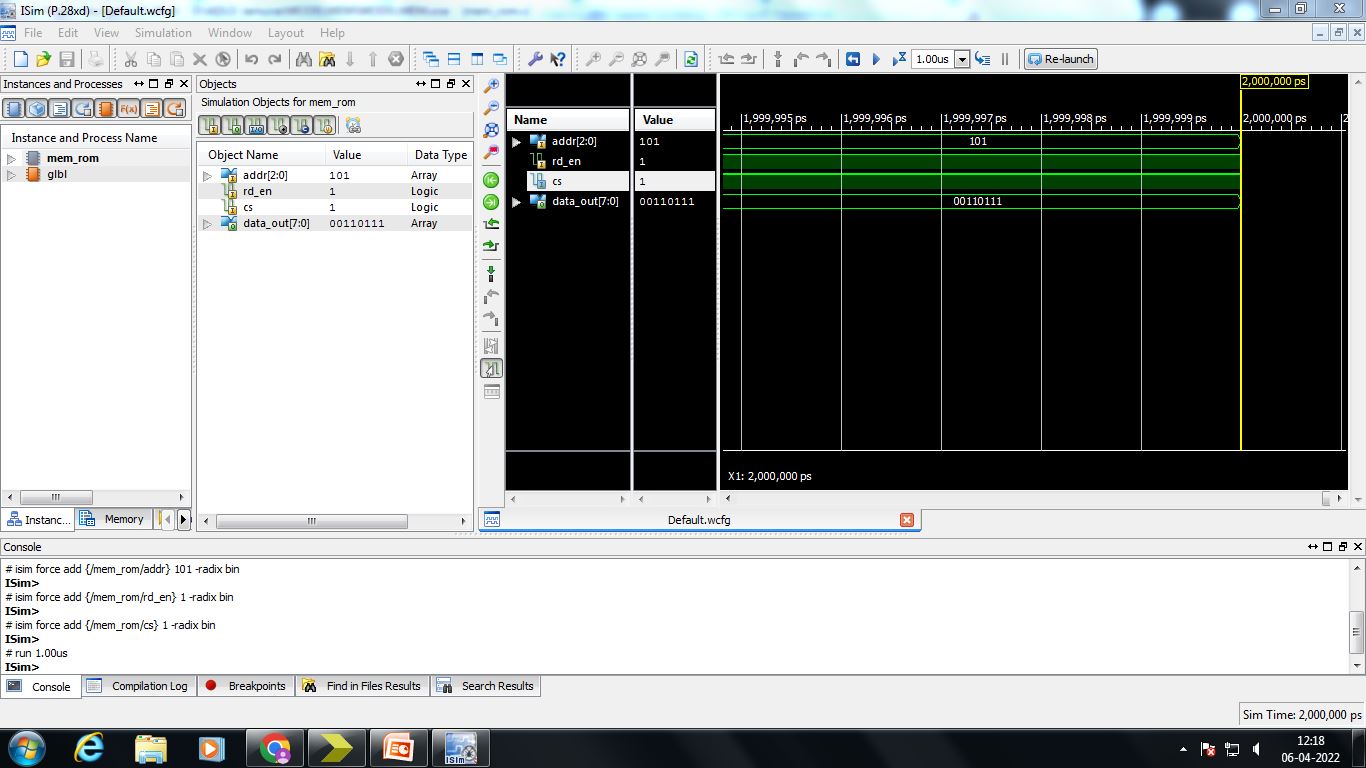 ISim (P.28xd) - [Default.wcfg]
File Edit View Simulation Window Layout Help
1.00us Re-launch
Instances and Processes
Instance and Process Name
mem_rom
glbl
Instanc... Memory
Objects
Simulation Objects for mem_rom
Object Name Value Data Type
addr[2:0] 101 Array
rd_en 1 Logic
cs 1 Logic
data_out[7:0] 00110111 Array
Name Value
addr[2:0] 101
rd_en 1
cs 1
data_out[7:0] 00110111
2,000,000 ps
1,999,995 ps 1,999,996 ps 1,999,997 ps 1,999,998 ps 1,999,999 ps 2,000,000 ps 2
101
00110111
X1: 2,000,000 ps
Default.wcfg
Console
# isim force add {/mem_rom/addr} 101 -radix bin
ISim>
# isim force add {/mem_rom/rd_en} 1 -radix bin
ISim>
# isim force add {/mem_rom/cs} 1 -radix bin
ISim>
# run 1.00us
ISim>
Console Compilation Log Breakpoints Find in Files Results Search Results
Sim Time: 2,000,000 ps
ISim
12:18
06-04-2022